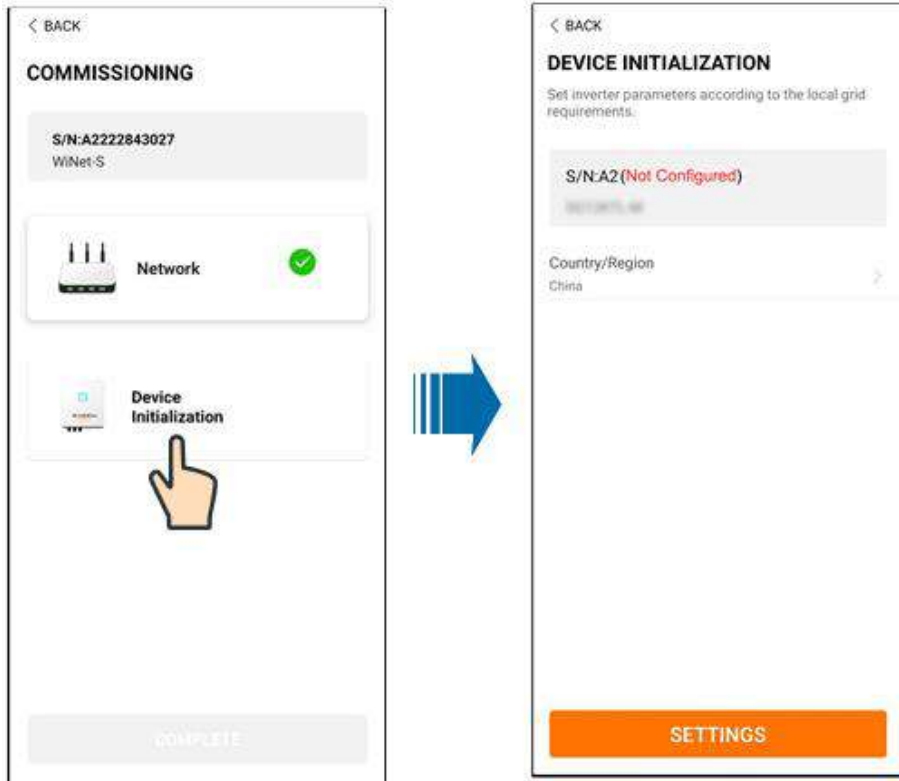 < BACK
COMMISSIONING
S/N:A2222843027
WiNet-S
Network
Device
Initialization
COMPLETE
< BACK
DEVICE INITIALIZATION
Set inverter parameters according to the local grid
requirements.
S/N:A2(Not Configured)
Country/Region
China
SETTINGS